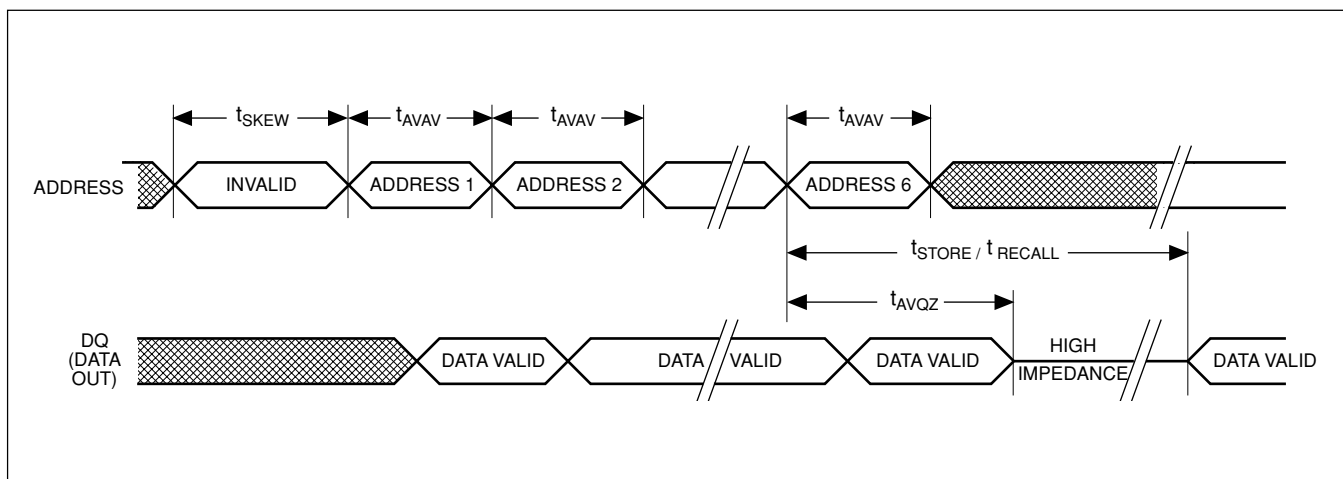 tSKEW tAVAV tAVAV tAVAV
ADDRESS INVALID ADDRESS 1 ADDRESS 2 ADDRESS 6
tSTORE / t RECALL
tAVQZ
DQ
(DATA
OUT)
DATA VALID DATA VALID DATA VALID HIGH
IMPEDANCE DATA VALID